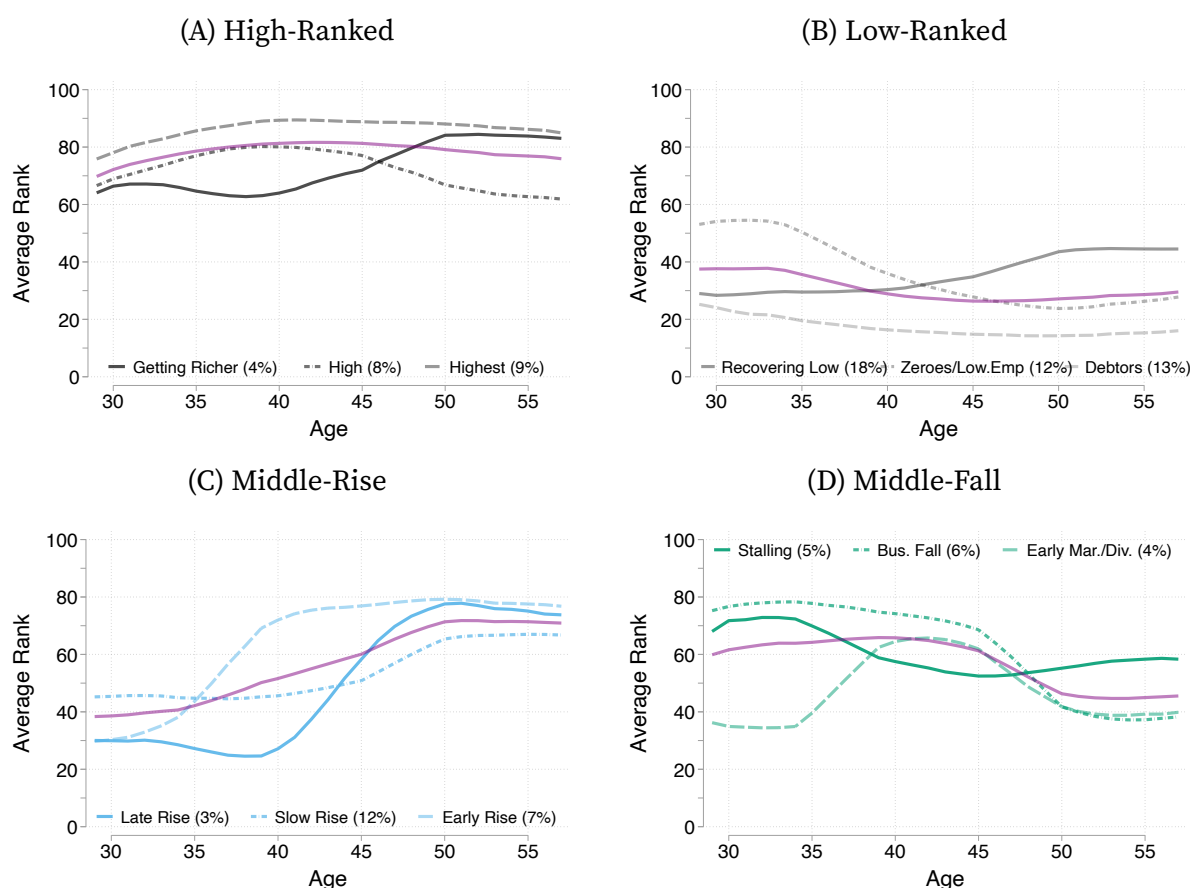 (A) High-Ranked
100
80
60
40
20
0
Average Rank
Getting Richer (4%) High (8%) Highest (9%)
30 35 40 45 50 55
Age
(B) Low-Ranked
100
80
60
40
20
0
Average Rank
Recovering Low (18%) Zeroes/Low.Emp (12%) Debtors (13%)
30 35 40 45 50 55
Age
(C) Middle-Rise
100
80
60
40
20
0
Average Rank
Late Rise (3%) Slow Rise (12%) Early Rise (7%)
30 35 40 45 50 55
Age
(D) Middle-Fall
Stalling (5%) Bus. Fall (6%) Early Mar./Div. (4%)
100
80
60
40
20
0
Average Rank
30 35 40 45 50 55
Age